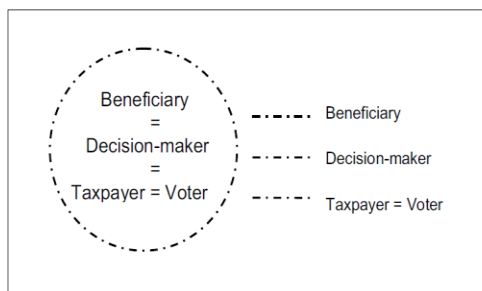 Beneficiary
=
Decision-maker
=
Taxpayer = Voter
Beneficiary
Decision-maker
Taxpayer = Voter